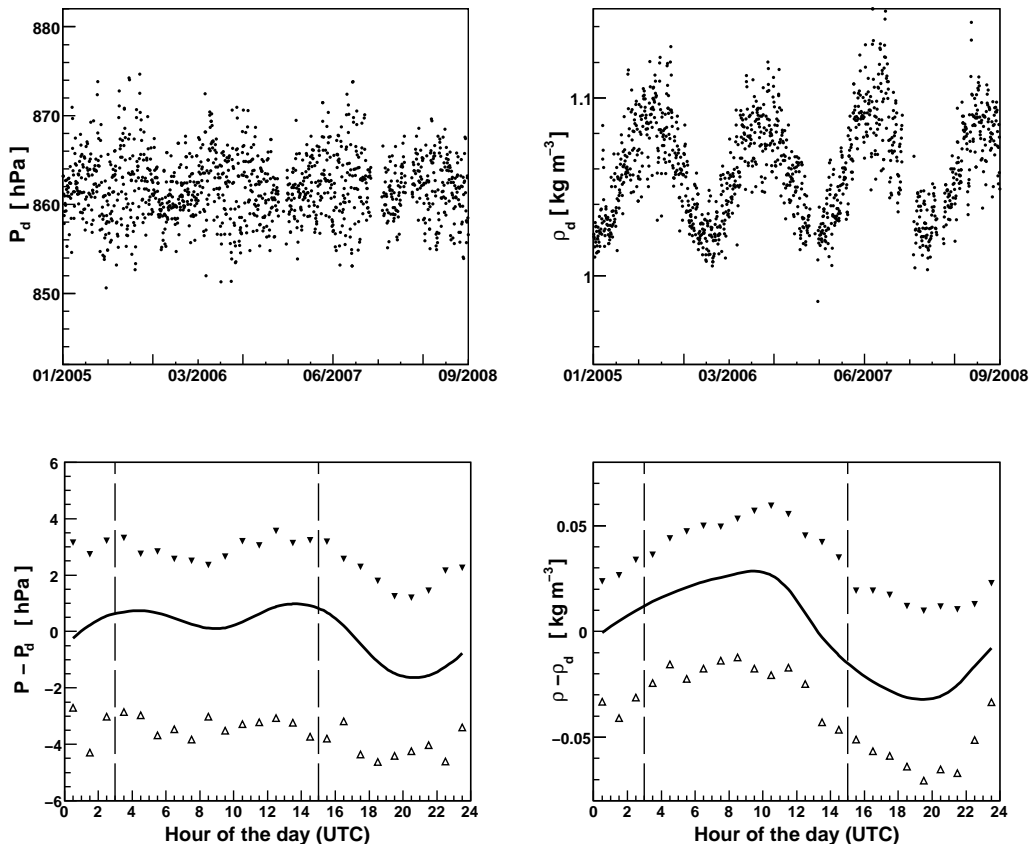 880
870
860
850
P_d [ hPa]
01/2005 03/2006 06/2007 09/2008
1.1
1
ρ_d [ kg m⁻³]
01/2005 03/2006 06/2007 09/2008
6
4
2
0
−2
−4
−6
P − P_d [ hPa]
0 2 4 6 8 10 12 14 16 18 20 22 24
Hour of the day (UTC)
0.05
0
−0.05
ρ −ρ_d [ kg m⁻³]
0 2 4 6 8 10 12 14 16 18 20 22 24
Hour of the day (UTC)